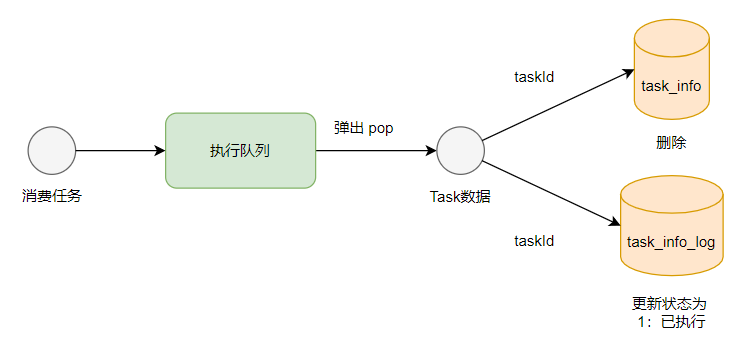 消费任务
执行队列
弹出 pop
Task数据
taskId
task_info
删除
taskId
task_info_log
更新状态为
1：已执行